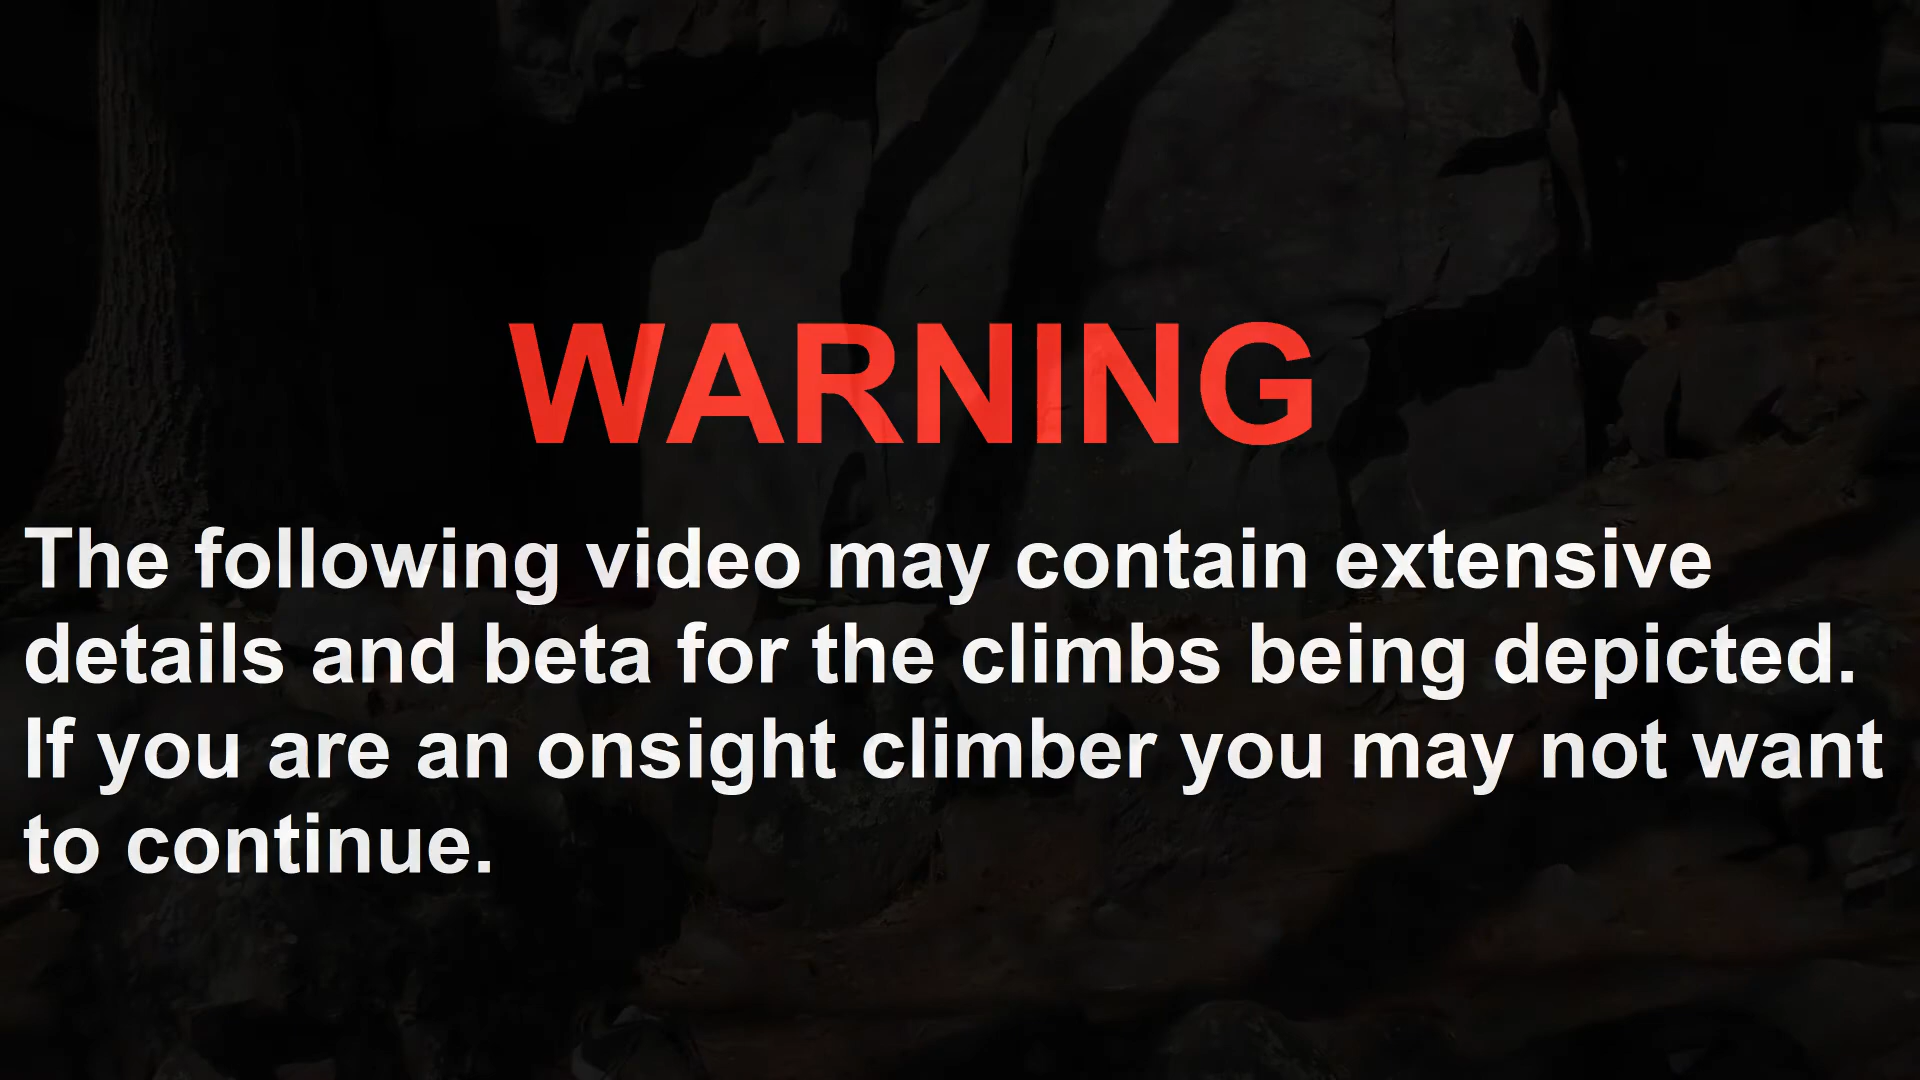 WARNING
The following video may contain extensive
details and beta for the climbs being depicted.
If you are an onsight climber you may not want
to continue.